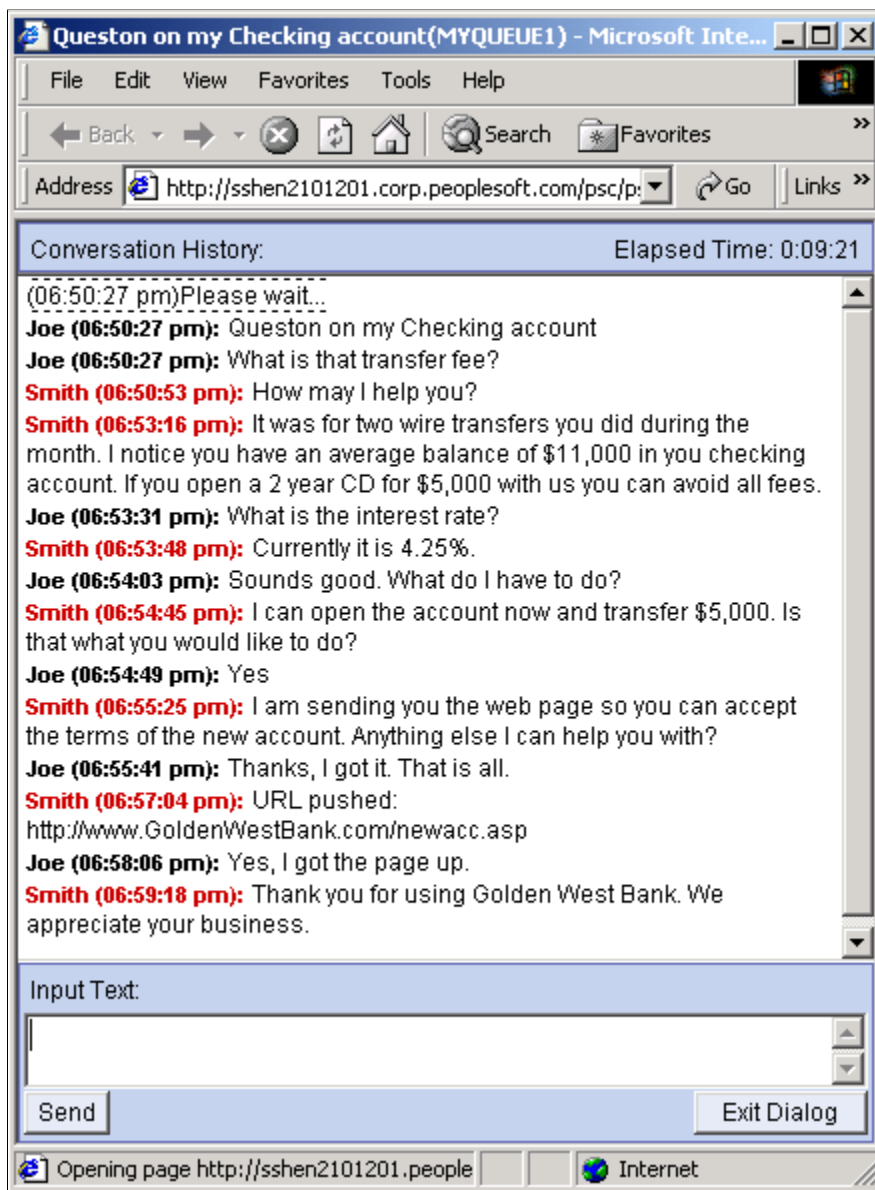 Queston on my Checking account(MYQUEUE1) - Microsoft Inte...
File Edit View Favorites Tools Help
Back Search Favorites »
Address http://sshen2101201.corp.peoplesoft.com/psc/p Go Links »
Conversation History: Elapsed Time: 0:09:21
(06:50:27 pm)Please wait...
Joe (06:50:27 pm): Queston on my Checking account
Joe (06:50:27 pm): What is that transfer fee?
Smith (06:50:53 pm): How may I help you?
Smith (06:53:16 pm): It was for two wire transfers you did during the
month. I notice you have an average balance of $11,000 in you checking
account. If you open a 2 year CD for $5,000 with us you can avoid all fees.
Joe (06:53:31 pm): What is the interest rate?
Smith (06:53:48 pm): Currently it is 4.25%.
Joe (06:54:03 pm): Sounds good. What do I have to do?
Smith (06:54:45 pm): I can open the account now and transfer $5,000. Is
that what you would like to do?
Joe (06:54:49 pm): Yes
Smith (06:55:25 pm): I am sending you the web page so you can accept
the terms of the new account. Anything else I can help you with?
Joe (06:55:41 pm): Thanks, I got it. That is all.
Smith (06:57:04 pm): URL pushed:
http://www.GoldenWestBank.com/newacc.asp
Joe (06:58:06 pm): Yes, I got the page up.
Smith (06:59:18 pm): Thank you for using Golden West Bank. We
appreciate your business.
Input Text:
Send Exit Dialog
Opening page http://sshen2101201.people Internet